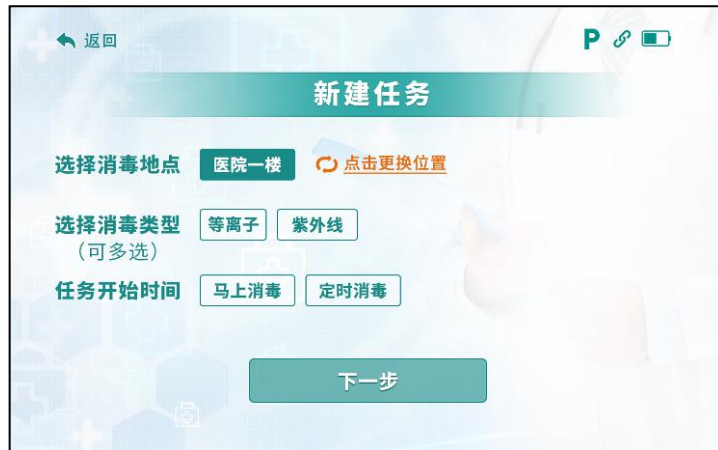 返回
P
新建任务
选择消毒地点 医院一楼 点击更换位置
选择消毒类型 等离子 紫外线
（可多选）
任务开始时间 马上消毒 定时消毒
下一步